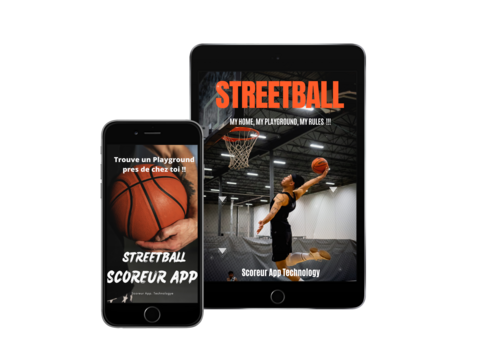 STREETBALL
MY HOME, MY PLAYGROUND, MY RULES !!!
Scoreur App Technology
Trouve un Playground
pres de chez toi !!
STREETBALL
SCOREUR APP
Scoreur App Technologie